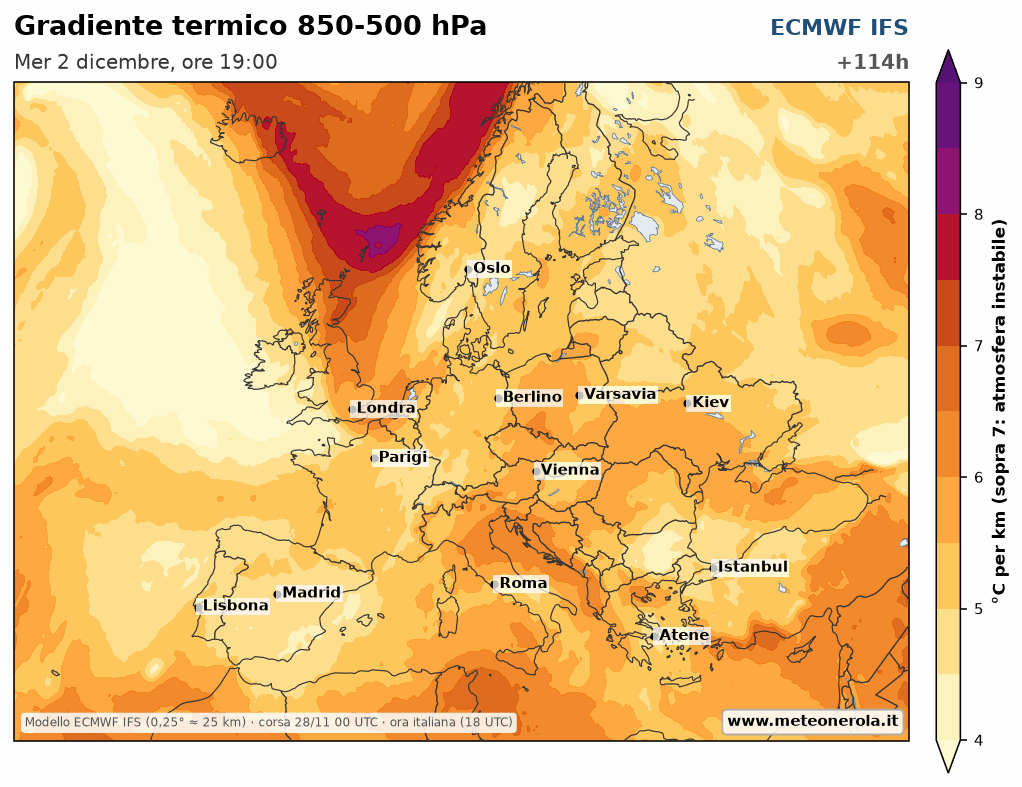 Gradiente termico 850-500 hPa
ECMWF IFS
Mer 2 dicembre, ore 19:00
+114h
9
8
7
6
5
4
°C per km (sopra 7: atmosfera instabile)
Oslo
Berlino
Varsavia
Kiev
Londra
Parigi
Vienna
Istanbul
Roma
Madrid
Lisbona
Atene
Modello ECMWF IFS (0,25° ≈ 25 km) · corsa 28/11 00 UTC · ora italiana (18 UTC)
www.meteonerola.it